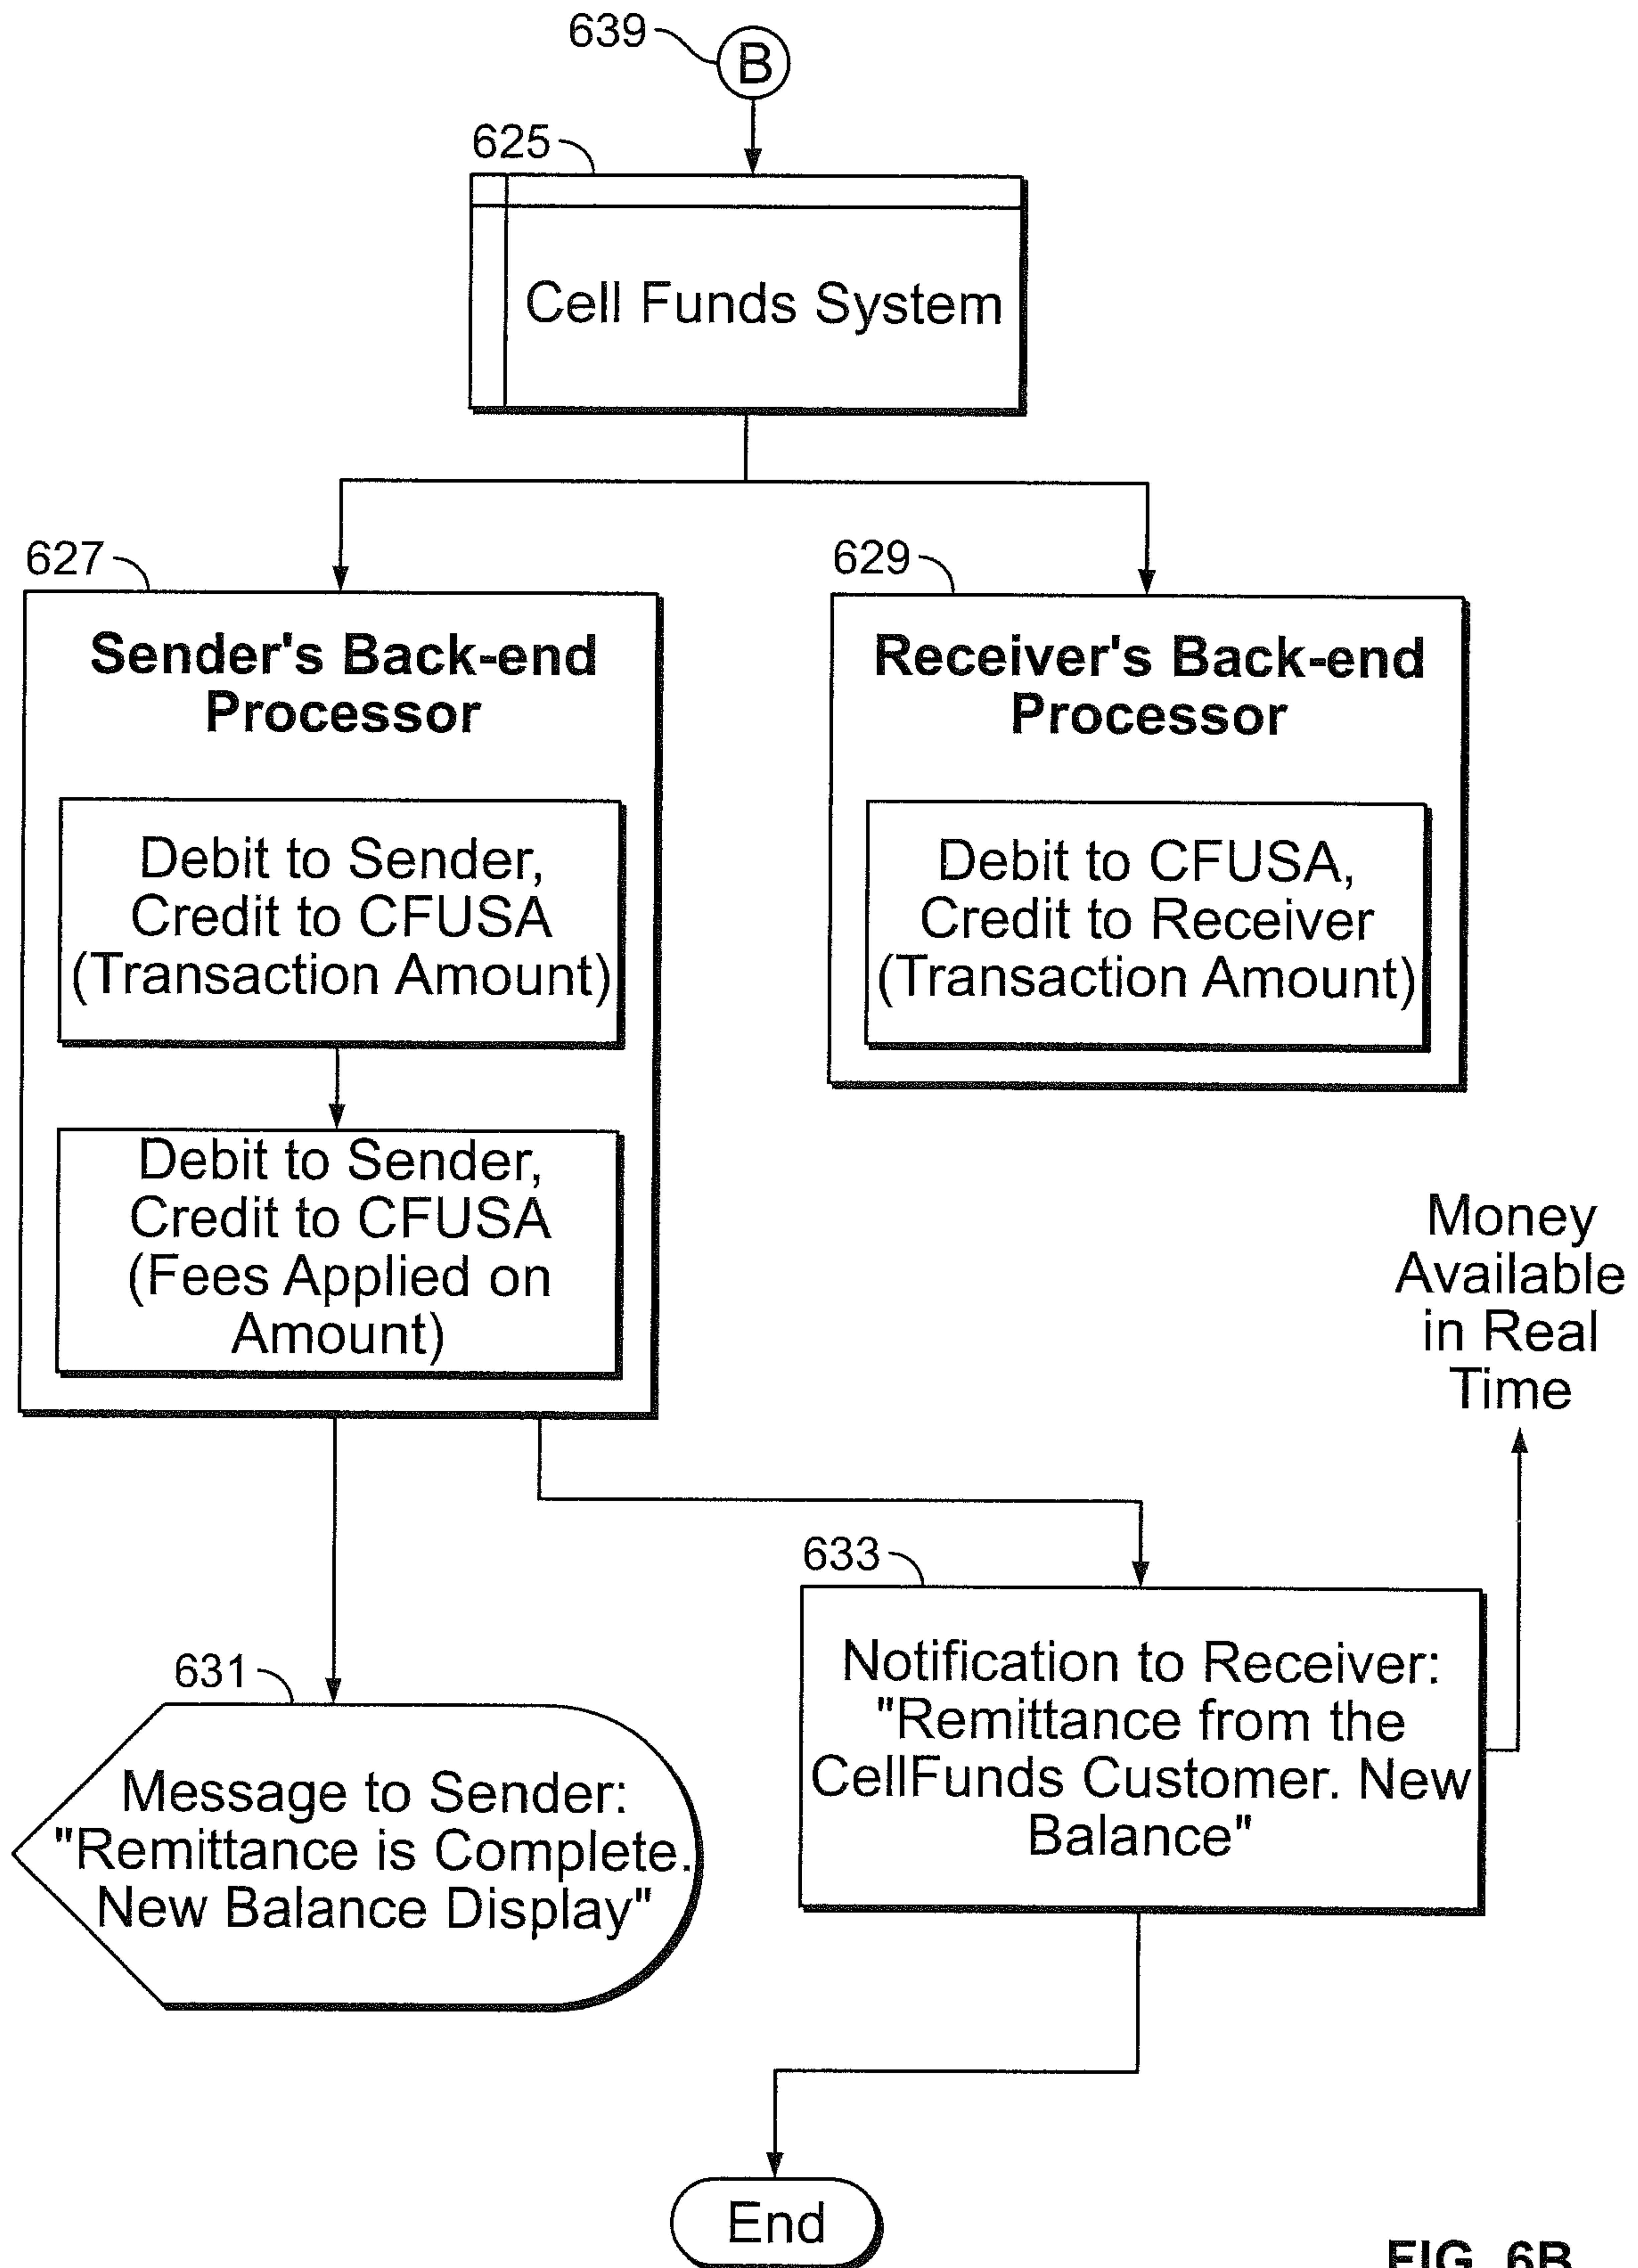 639
B
625
Cell Funds System
627
Sender's Back-end
Processor
Debit to Sender,
Credit to CFUSA
(Transaction Amount)
Debit to Sender,
Credit to CFUSA
(Fees Applied on
Amount)
629
Receiver's Back-end
Processor
Debit to CFUSA,
Credit to Receiver
(Transaction Amount)
Money
Available
in Real
Time
633
Notification to Receiver:
"Remittance from the
CellFunds Customer. New
Balance"
631
Message to Sender:
"Remittance is Complete.
New Balance Display"
End
FIG. 6B